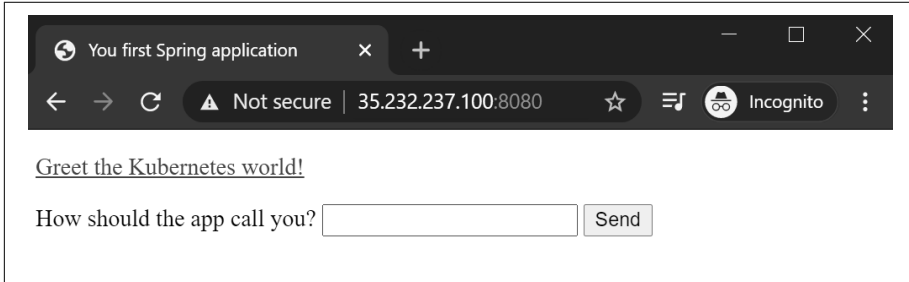 You first Spring application
Not secure | 35.232.237.100:8080 Incognito
Greet the Kubernetes world!
How should the app call you? Send